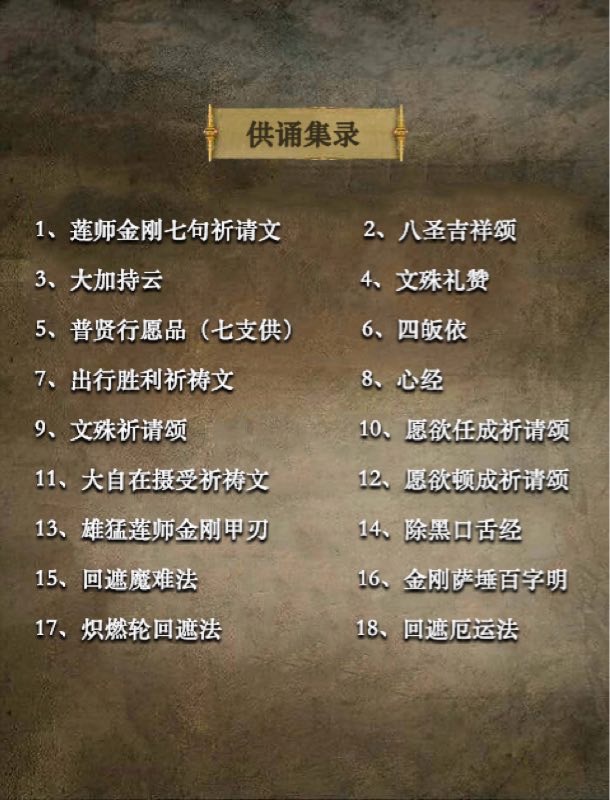 供诵集录
1、莲师金刚七句祈请文 2、八圣吉祥颂
3、大加持云 4、文殊礼赞
5、普贤行愿品（七支供） 6、四皈依
7、出行胜利祈祷文 8、心经
9、文殊祈请颂 10、愿欲任成祈请颂
11、大自在摄受祈祷文 12、愿欲顿成祈请颂
13、雄猛莲师金刚甲刃 14、除黑口舌经
15、回遮魔难法 16、金刚萨埵百字明
17、炽燃轮回遮法 18、回遮厄运法